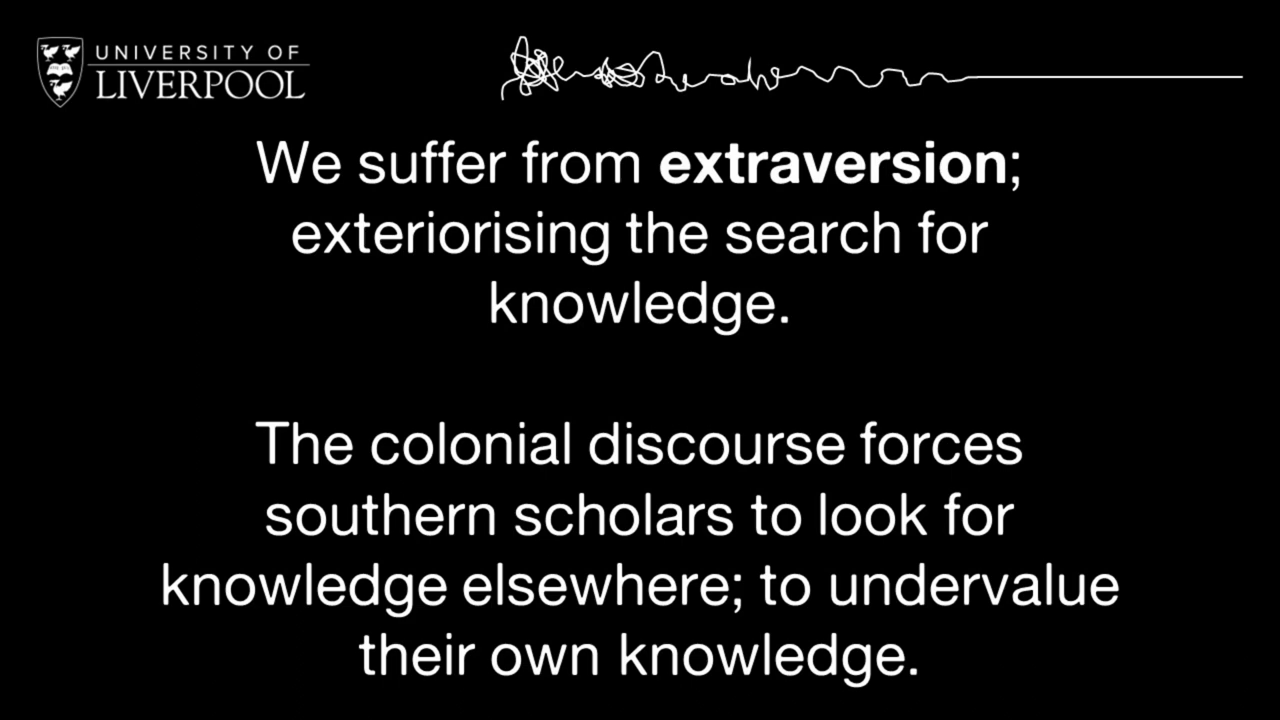 UNIVERSITY OF
LIVERPOOL
We suffer from extraversion;
exteriorising the search for
knowledge.
The colonial discourse forces
southern scholars to look for
knowledge elsewhere; to undervalue
their own knowledge.